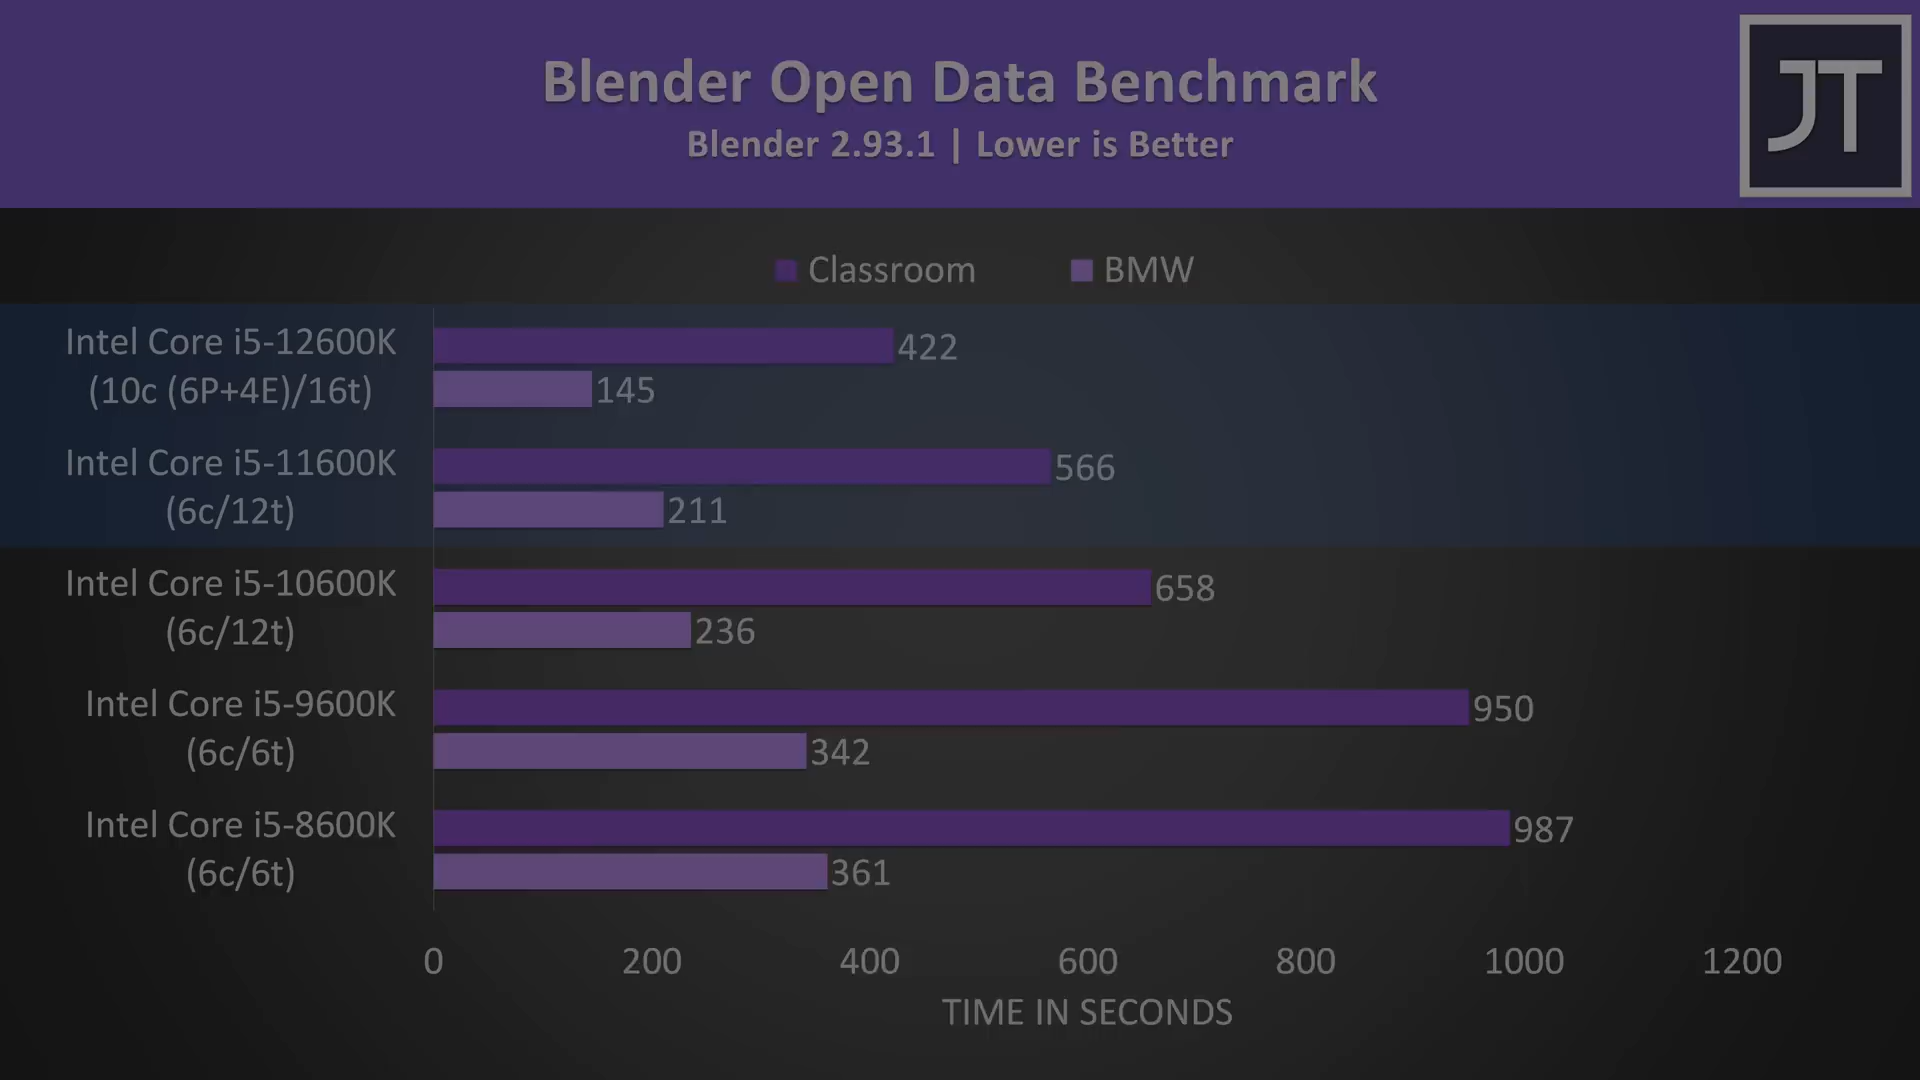 Blender Open Data Benchmark
Blender 2.93.1 | Lower is Better
JT
Classroom
BMW
Intel Core i5-12600K
(10c (6P+4E)/16t)
422
145
Intel Core i5-11600K
(6c/12t)
566
211
Intel Core i5-10600K
(6c/12t)
658
236
Intel Core i5-9600K
(6c/6t)
950
342
Intel Core i5-8600K
(6c/6t)
987
361
0 200 400 600 800 1000 1200
TIME IN SECONDS